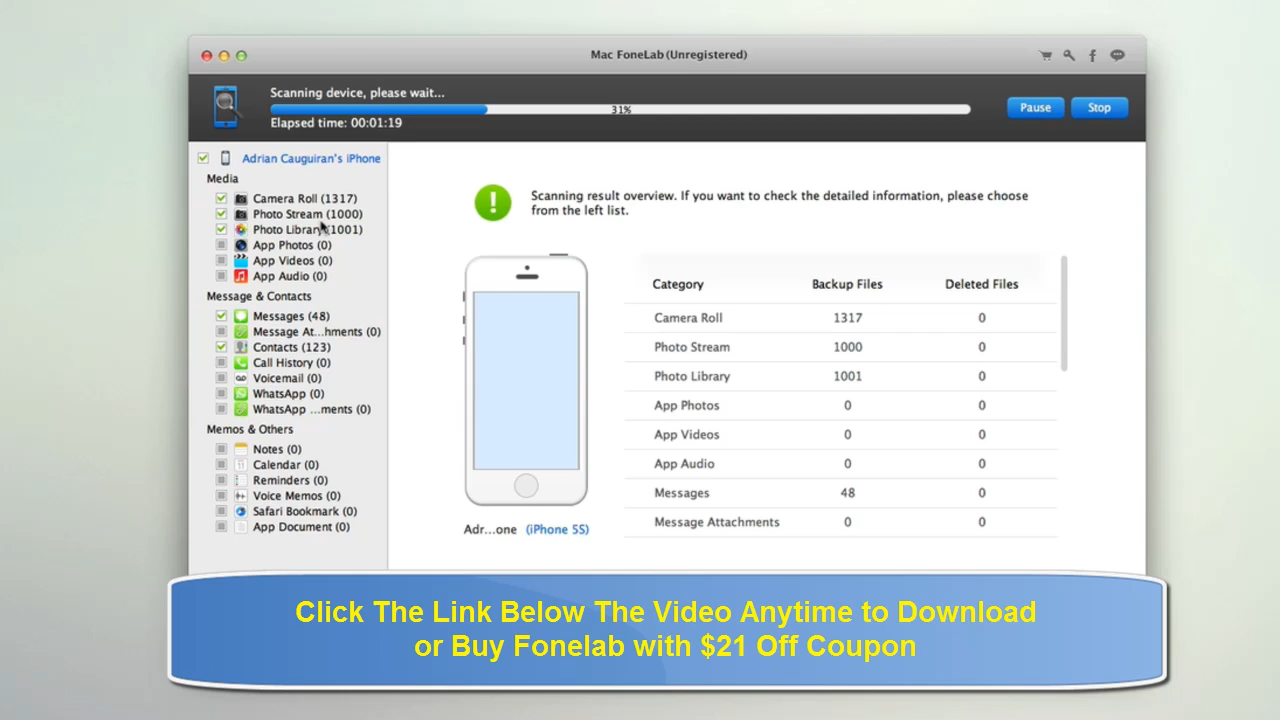 Mac FoneLab (Unregistered)
Scanning device, please wait...
31%
Elapsed time: 00:01:19
Pause
Stop
Adrian Cauguiran's iPhone
Media
Camera Roll (1317)
Photo Stream (1000)
Photo Library (1001)
App Photos (0)
App Videos (0)
App Audio (0)
Message & Contacts
Messages (48)
Message At...hments (0)
Contacts (123)
Call History (0)
Voicemail (0)
WhatsApp (0)
WhatsApp ...ments (0)
Memos & Others
Notes (0)
Calendar (0)
Reminders (0)
Voice Memos (0)
Safari Bookmark (0)
App Document (0)
Scanning result overview. If you want to check the detailed information, please choose
from the left list.
Adr...one (iPhone 5S)
Category Backup Files Deleted Files
Camera Roll 1317 0
Photo Stream 1000 0
Photo Library 1001 0
App Photos 0 0
App Videos 0 0
App Audio 0 0
Messages 48 0
Message Attachments 0 0
Click The Link Below The Video Anytime to Download
or Buy Fonelab with $21 Off Coupon